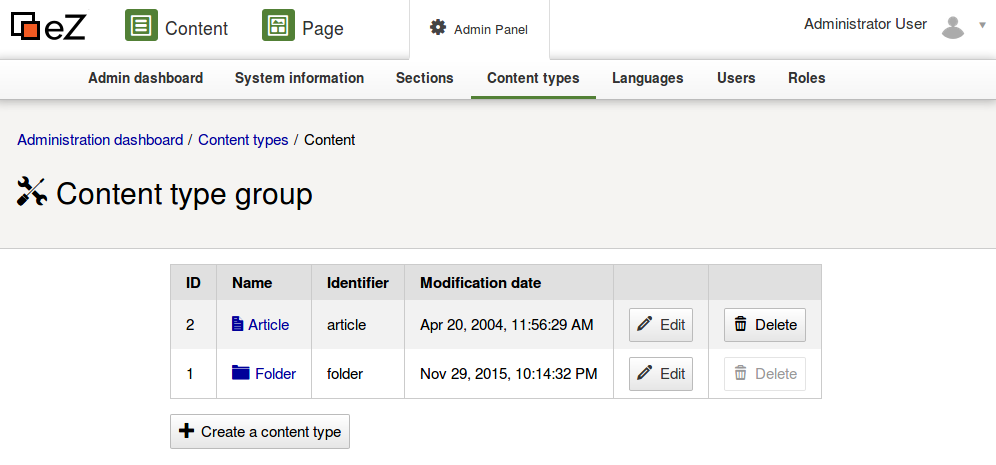 eZ Content Page Admin Panel Administrator User
Admin dashboard System information Sections Content types Languages Users Roles
Administration dashboard / Content types / Content
Content type group
ID Name Identifier Modification date
2 Article article Apr 20, 2004, 11:56:29 AM Edit Delete
1 Folder folder Nov 29, 2015, 10:14:32 PM Edit Delete
Create a content type